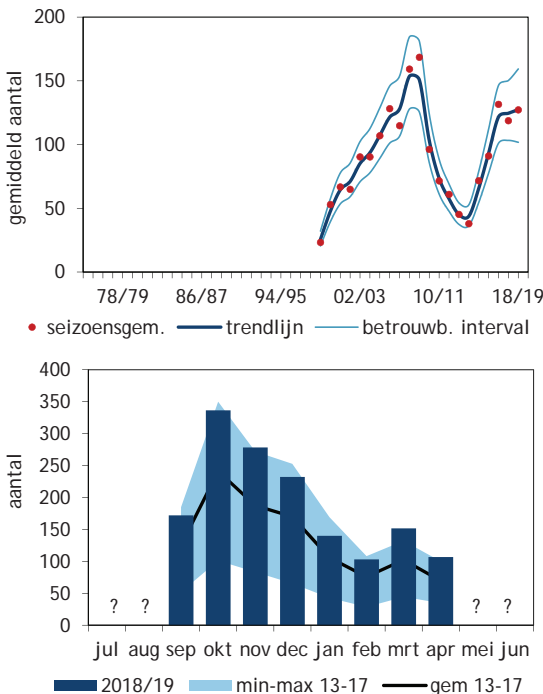 200
150
100
50
0
gemiddeld aantal
78/79 86/87 94/95 02/03 10/11 18/19
seizoensgem. trendlijn betrouwb. interval
400
350
300
250
200
150
100
50
0
aantal
? ? ? ?
jul aug sep okt nov dec jan feb mrt apr mei jun
2018/19 min-max 13-17 gem 13-17